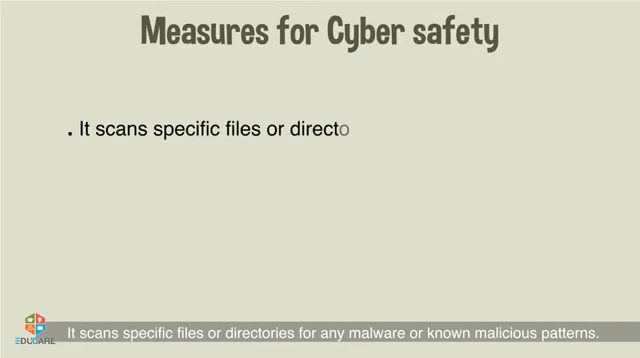 Measures for Cyber safety
. It scans specific files or directo
EDUCARE
It scans specific files or directories for any malware or known malicious patterns.